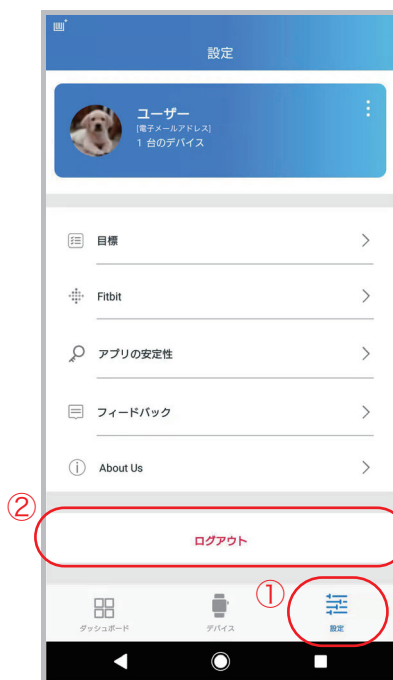 設定
ユーザー
[電子メールアドレス]
1 台のデバイス
目標
Fitbit
アプリの安定性
フィードバック
About Us
②
ログアウト
①
ダッシュボード
デバイス
設定